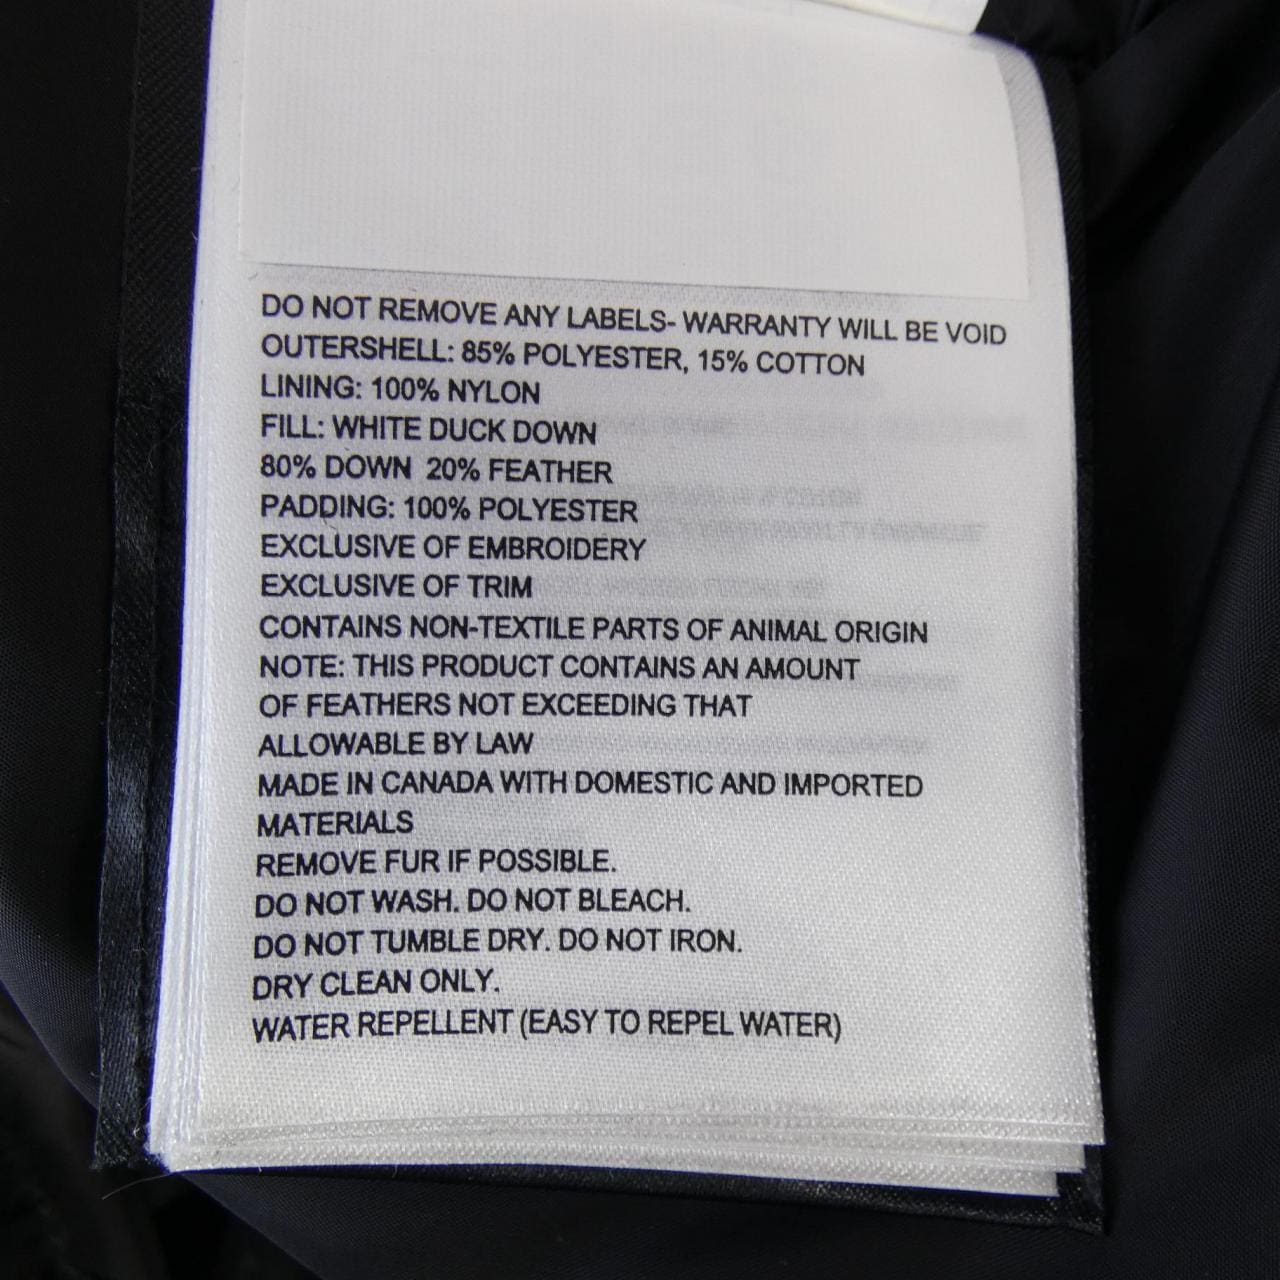 DO NOT REMOVE ANY LABELS- WARRANTY WILL BE VOID
OUTERSHELL: 85% POLYESTER, 15% COTTON
LINING: 100% NYLON
FILL: WHITE DUCK DOWN
80% DOWN  20% FEATHER
PADDING: 100% POLYESTER
EXCLUSIVE OF EMBROIDERY
EXCLUSIVE OF TRIM
CONTAINS NON-TEXTILE PARTS OF ANIMAL ORIGIN
NOTE: THIS PRODUCT CONTAINS AN AMOUNT
OF FEATHERS NOT EXCEEDING THAT
ALLOWABLE BY LAW
MADE IN CANADA WITH DOMESTIC AND IMPORTED
MATERIALS
REMOVE FUR IF POSSIBLE.
DO NOT WASH. DO NOT BLEACH.
DO NOT TUMBLE DRY. DO NOT IRON.
DRY CLEAN ONLY.
WATER REPELLENT (EASY TO REPEL WATER)